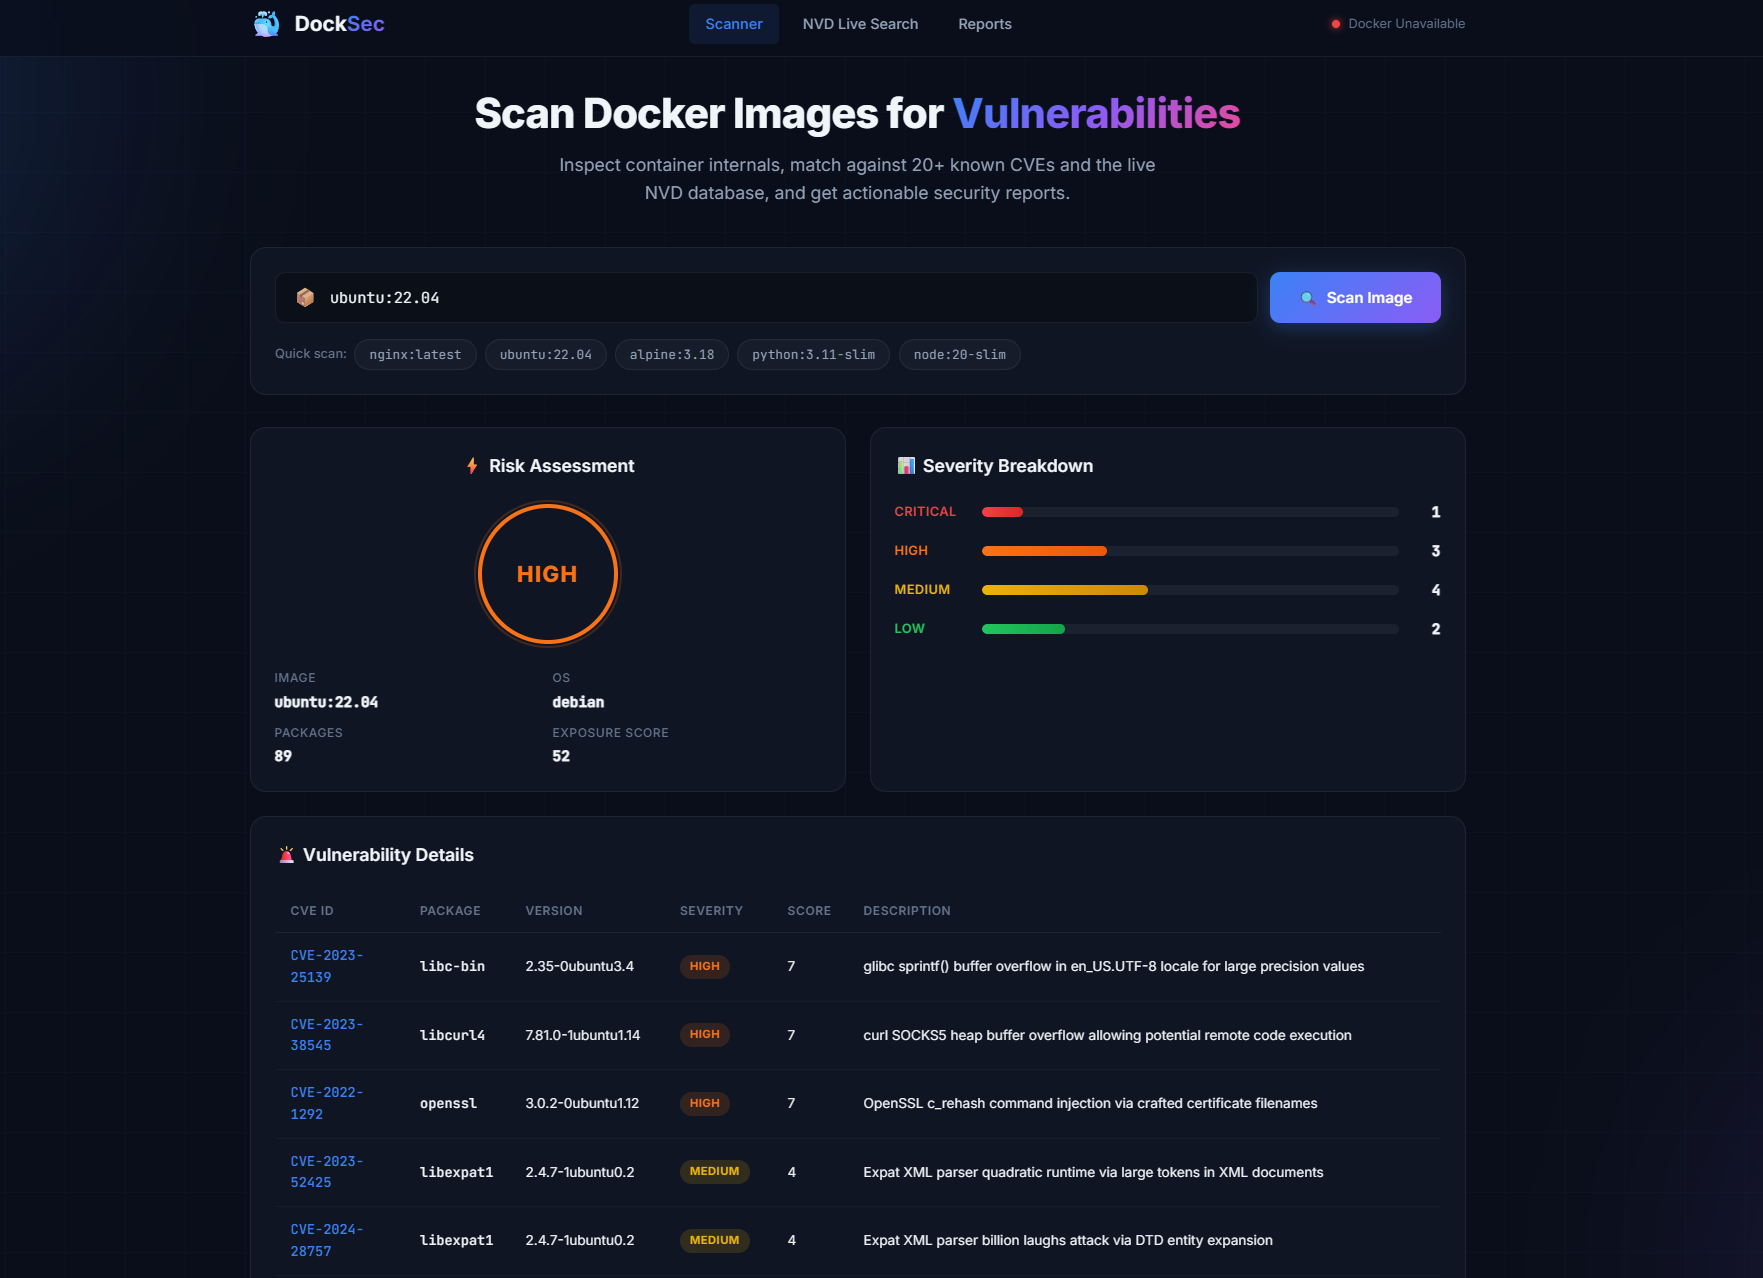 DockSec
Scanner
NVD Live Search
Reports
Docker Unavailable
Scan Docker Images for Vulnerabilities
Inspect container internals, match against 20+ known CVEs and the live
NVD database, and get actionable security reports.
ubuntu:22.04
Scan Image
Quick scan: nginx:latest ubuntu:22.04 alpine:3.18 python:3.11-slim node:20-slim
Risk Assessment
HIGH
IMAGE
ubuntu:22.04
OS
debian
PACKAGES
89
EXPOSURE SCORE
52
Severity Breakdown
CRITICAL 1
HIGH 3
MEDIUM 4
LOW 2
Vulnerability Details
CVE ID PACKAGE VERSION SEVERITY SCORE DESCRIPTION
CVE-2023-
25139
libc-bin 2.35-0ubuntu3.4 HIGH 7 glibc sprintf() buffer overflow in en_US.UTF-8 locale for large precision values
CVE-2023-
38545
libcurl4 7.81.0-1ubuntu1.14 HIGH 7 curl SOCKS5 heap buffer overflow allowing potential remote code execution
CVE-2022-
1292
openssl 3.0.2-0ubuntu1.12 HIGH 7 OpenSSL c_rehash command injection via crafted certificate filenames
CVE-2023-
52425
libexpat1 2.4.7-1ubuntu0.2 MEDIUM 4 Expat XML parser quadratic runtime via large tokens in XML documents
CVE-2024-
28757
libexpat1 2.4.7-1ubuntu0.2 MEDIUM 4 Expat XML parser billion laughs attack via DTD entity expansion